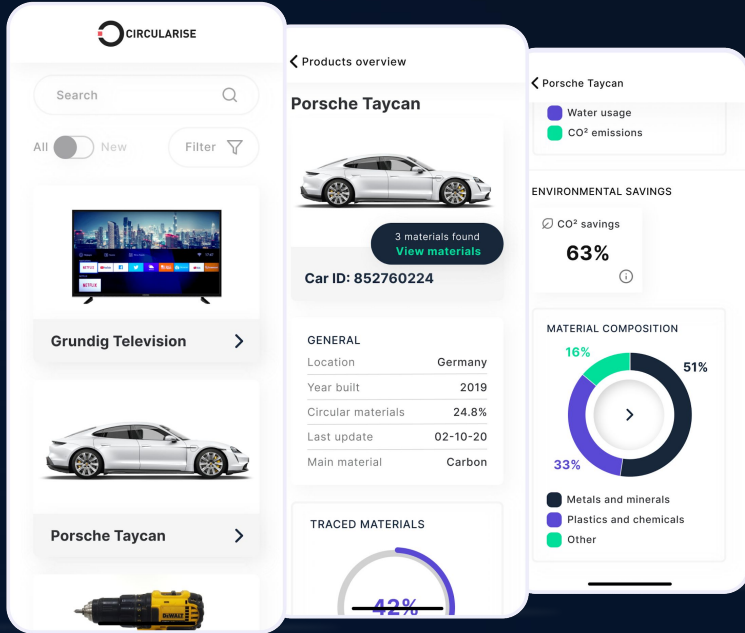 CIRCULARISE
Search
All
New
Filter
NETFLIX
NETFLIX
Grundig Television
Porsche Taycan
DEWALT
Products overview
Porsche Taycan
3 materials found
View materials
Car ID: 852760224
GENERAL
Location Germany
Year built 2019
Circular materials 24.8%
Last update 02-10-20
Main material Carbon
TRACED MATERIALS
42%
Porsche Taycan
Water usage
CO² emissions
ENVIRONMENTAL SAVINGS
CO² savings
63%
MATERIAL COMPOSITION
16%
51%
33%
Metals and minerals
Plastics and chemicals
Other